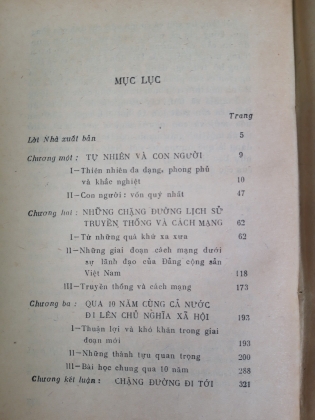 MỤC LỤC
Trang
Lời Nhà xuất bản 5
Chương một : TỰ NHIÊN VÀ CON NGƯỜI 9
I—Thiên nhiên đa dạng, phong phú
và khắc nghiệt 10
II—Con người : vốn quý nhất 47
Chương hai : NHỮNG CHẶNG ĐƯỜNG LỊCH SỬ
TRUYỀN THỐNG VÀ CÁCH MẠNG 62
I—Từ những quá khứ xa xưa 62
II—Những giai đoạn cách mạng dưới
sự lãnh đạo của Đảng cộng sản
Việt Nam 118
III—Truyền thống và cách mạng 173
Chương ba : QUA 10 NĂM CÙNG CẢ NƯỚC
ĐI LÊN CHỦ NGHĨA XÃ HỘI 193
I—Thuận lợi và khó khăn trong giai
đoạn mới 193
II—Những thành tựu quan trọng 200
III—Bài học chung qua 10 năm 288
Chương kết luận : CHẶNG ĐƯỜNG ĐI TỚI 321